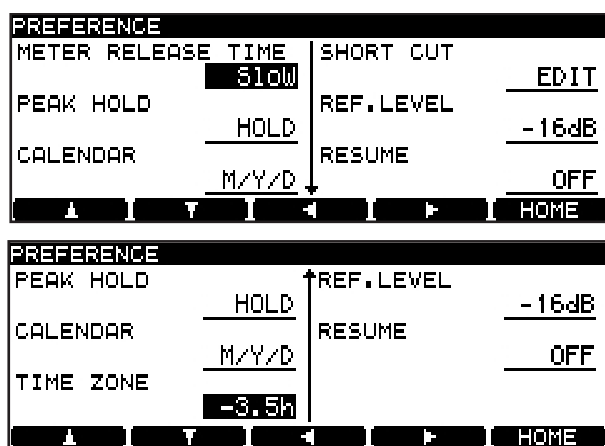 PREFERENCE
METER RELEASE TIME
Slow
PEAK HOLD
HOLD
CALENDAR
M/Y/D
SHORT CUT
EDIT
REF.LEVEL
-16dB
RESUME
OFF
HOME
PREFERENCE
PEAK HOLD
HOLD
CALENDAR
M/Y/D
TIME ZONE
-3.5h
REF.LEVEL
-16dB
RESUME
OFF
HOME